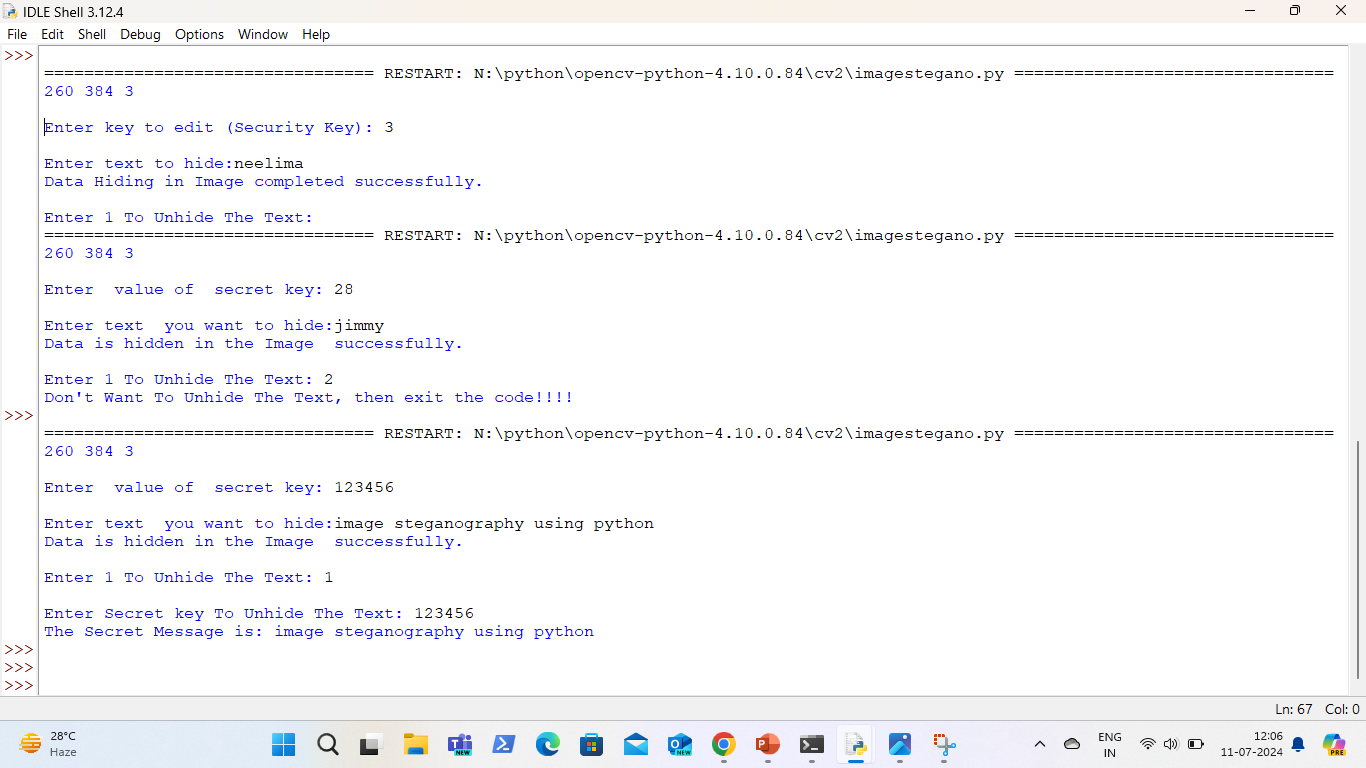 IDLE Shell 3.12.4
File Edit Shell Debug Options Window Help
>>>
================================= RESTART: N:\python\opencv-python-4.10.0.84\cv2\imagestegano.py ================================
260 384 3
Enter key to edit (Security Key): 3
Enter text to hide:neelima
Data Hiding in Image completed successfully.
Enter 1 To Unhide The Text:
================================= RESTART: N:\python\opencv-python-4.10.0.84\cv2\imagestegano.py ================================
260 384 3
Enter  value of  secret key: 28
Enter text  you want to hide:jimmy
Data is hidden in the Image  successfully.
Enter 1 To Unhide The Text: 2
Don't Want To Unhide The Text, then exit the code!!!!
>>>
================================= RESTART: N:\python\opencv-python-4.10.0.84\cv2\imagestegano.py ================================
260 384 3
Enter  value of  secret key: 123456
Enter text  you want to hide:image steganography using python
Data is hidden in the Image  successfully.
Enter 1 To Unhide The Text: 1
Enter Secret key To Unhide The Text: 123456
The Secret Message is: image steganography using python
>>>
>>>
>>>
Ln: 67 Col: 0
28°C
Haze
NEW
NEW
ENG
IN
12:06
11-07-2024
PRE